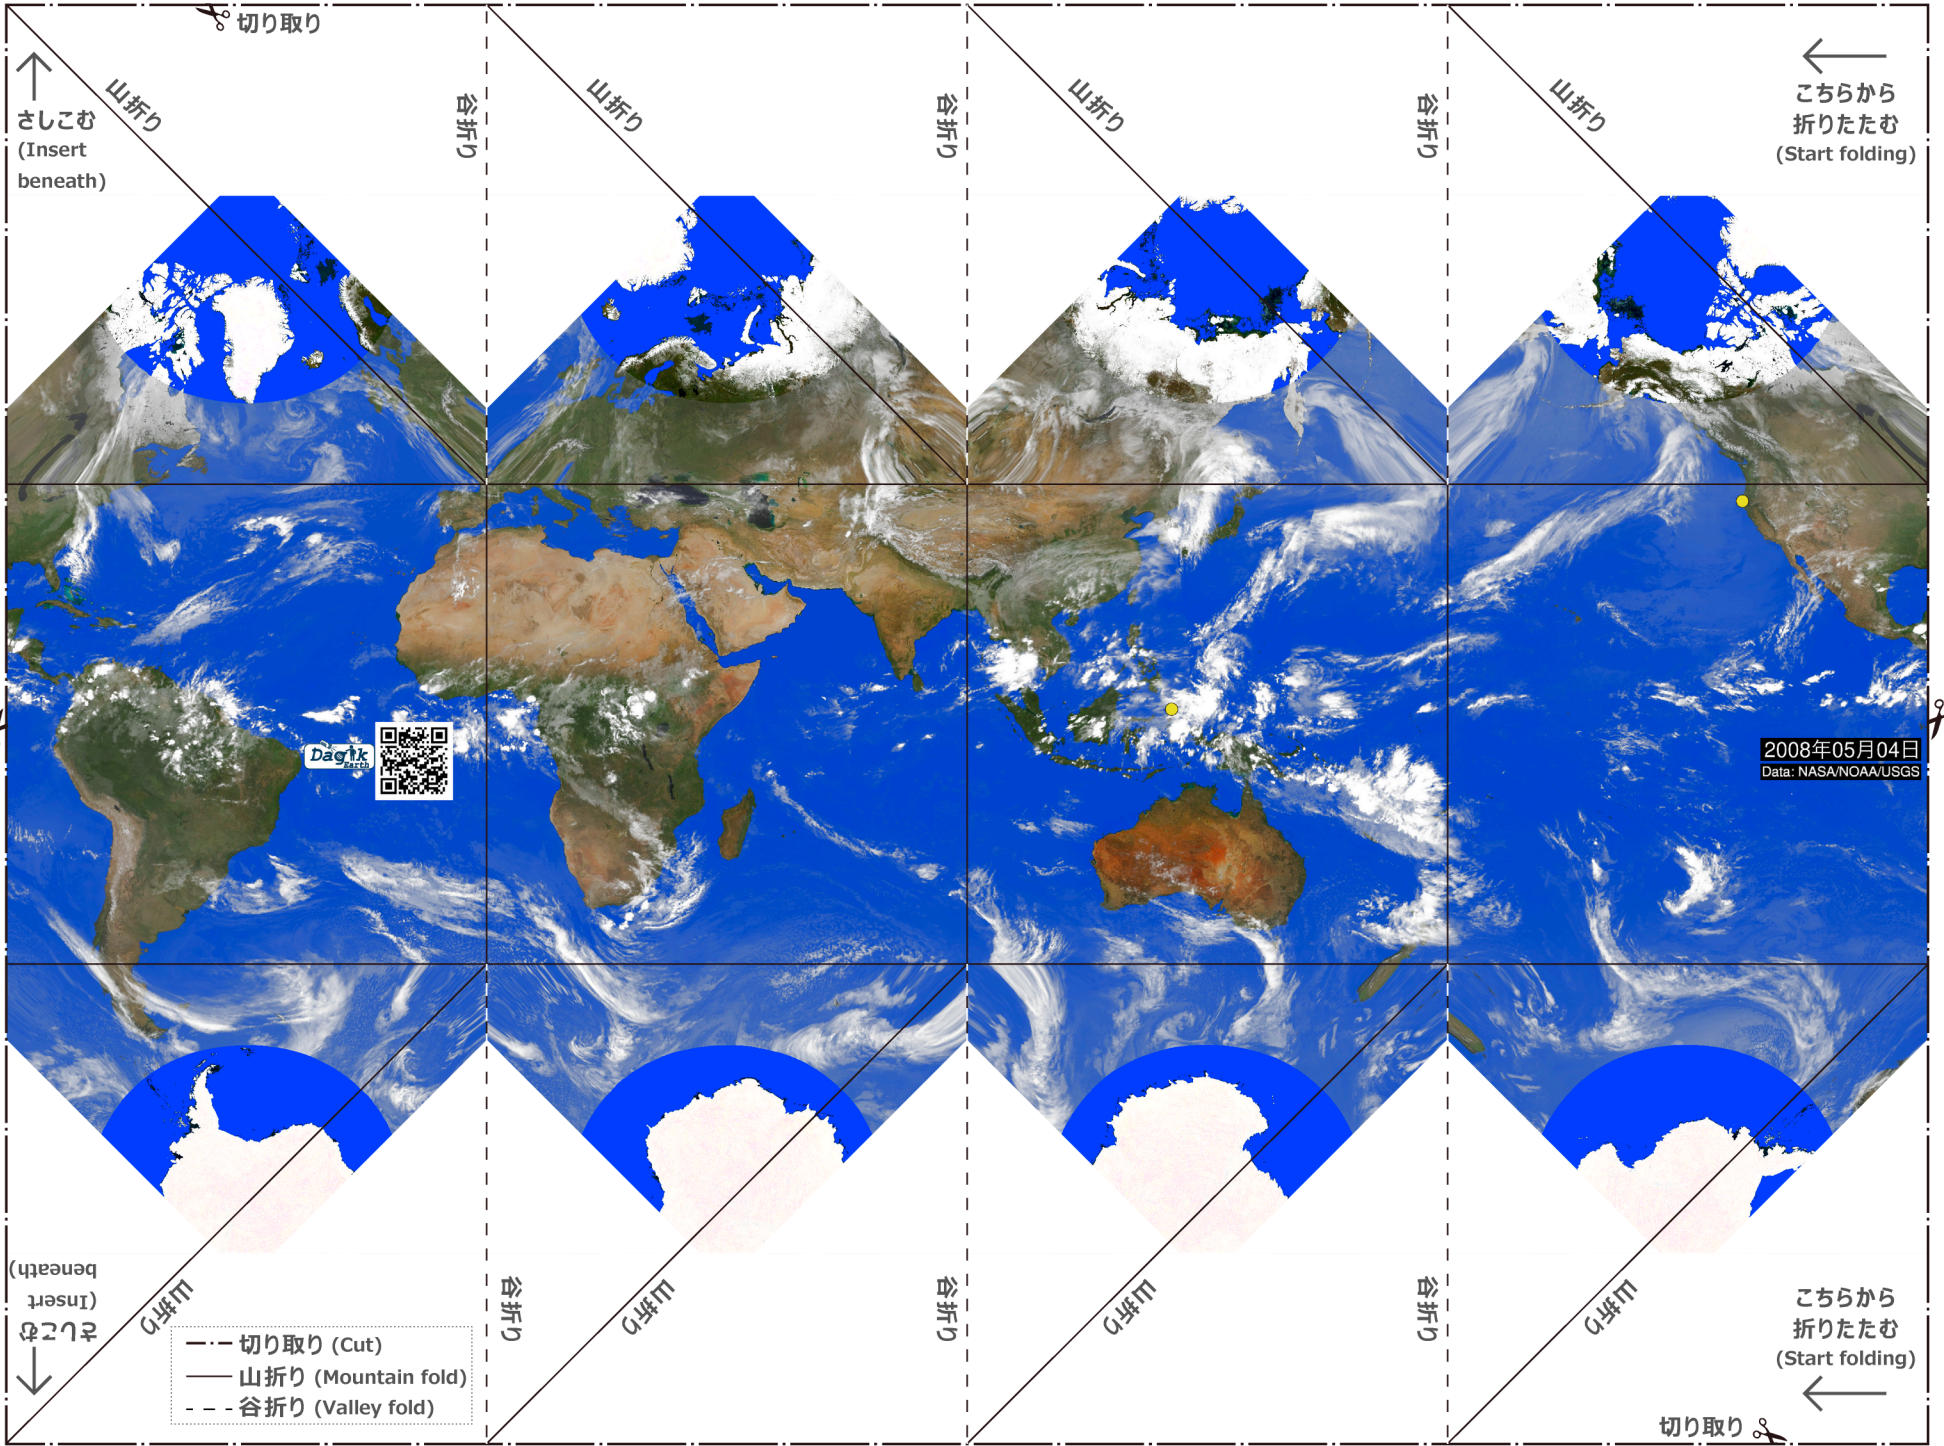 切り取り
さしこむ
(Insert
beneath)
山折り
谷折り
山折り
谷折り
山折り
谷折り
山折り
こちらから
折りたたむ
(Start folding)
Dagik
Earth
2008年05月04日
Data: NASA/NOAA/USGS
さしこむ
(Insert
beneath)
山折り
谷折り
山折り
谷折り
山折り
谷折り
山折り
こちらから
折りたたむ
(Start folding)
切り取り (Cut)
山折り (Mountain fold)
谷折り (Valley fold)
切り取り